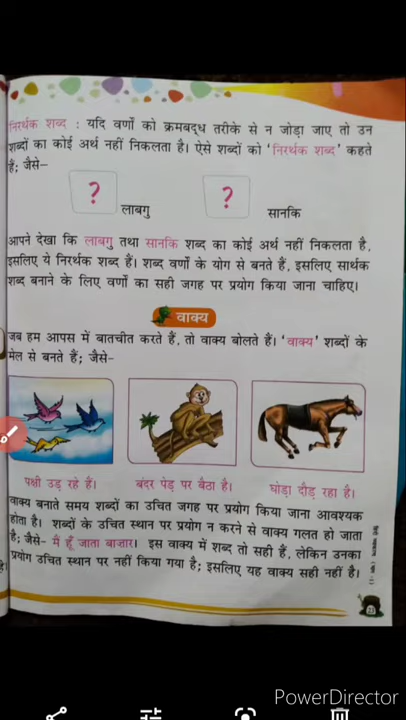 निरर्थक शब्द : यदि वर्णों को क्रमबद्ध तरीके से न जोड़ा जाए तो उन
शब्दों का कोई अर्थ नहीं निकलता है। ऐसे शब्दों को 'निरर्थक शब्द' कहते
हैं; जैसे–
? लाबगु ? सानकि
आपने देखा कि लाबगु तथा सानकि शब्द का कोई अर्थ नहीं निकलता है,
इसलिए ये निरर्थक शब्द हैं। शब्द वर्णों के योग से बनते हैं, इसलिए सार्थक
शब्द बनाने के लिए वर्णों का सही जगह पर प्रयोग किया जाना चाहिए।
वाक्य
जब हम आपस में बातचीत करते हैं, तो वाक्य बोलते हैं। 'वाक्य' शब्दों के
मेल से बनते हैं; जैसे–
पक्षी उड़ रहे हैं। बंदर पेड़ पर बैठा है। घोड़ा दौड़ रहा है।
वाक्य बनाते समय शब्दों का उचित जगह पर प्रयोग किया जाना आवश्यक
होता है। शब्दों के उचित स्थान पर प्रयोग न करने से वाक्य गलत हो जाता
है; जैसे– मैं हूँ जाता बाज़ार। इस वाक्य में शब्द तो सही हैं, लेकिन उनका
प्रयोग उचित स्थान पर नहीं किया गया है; इसलिए यह वाक्य सही नहीं है।
PowerDirector